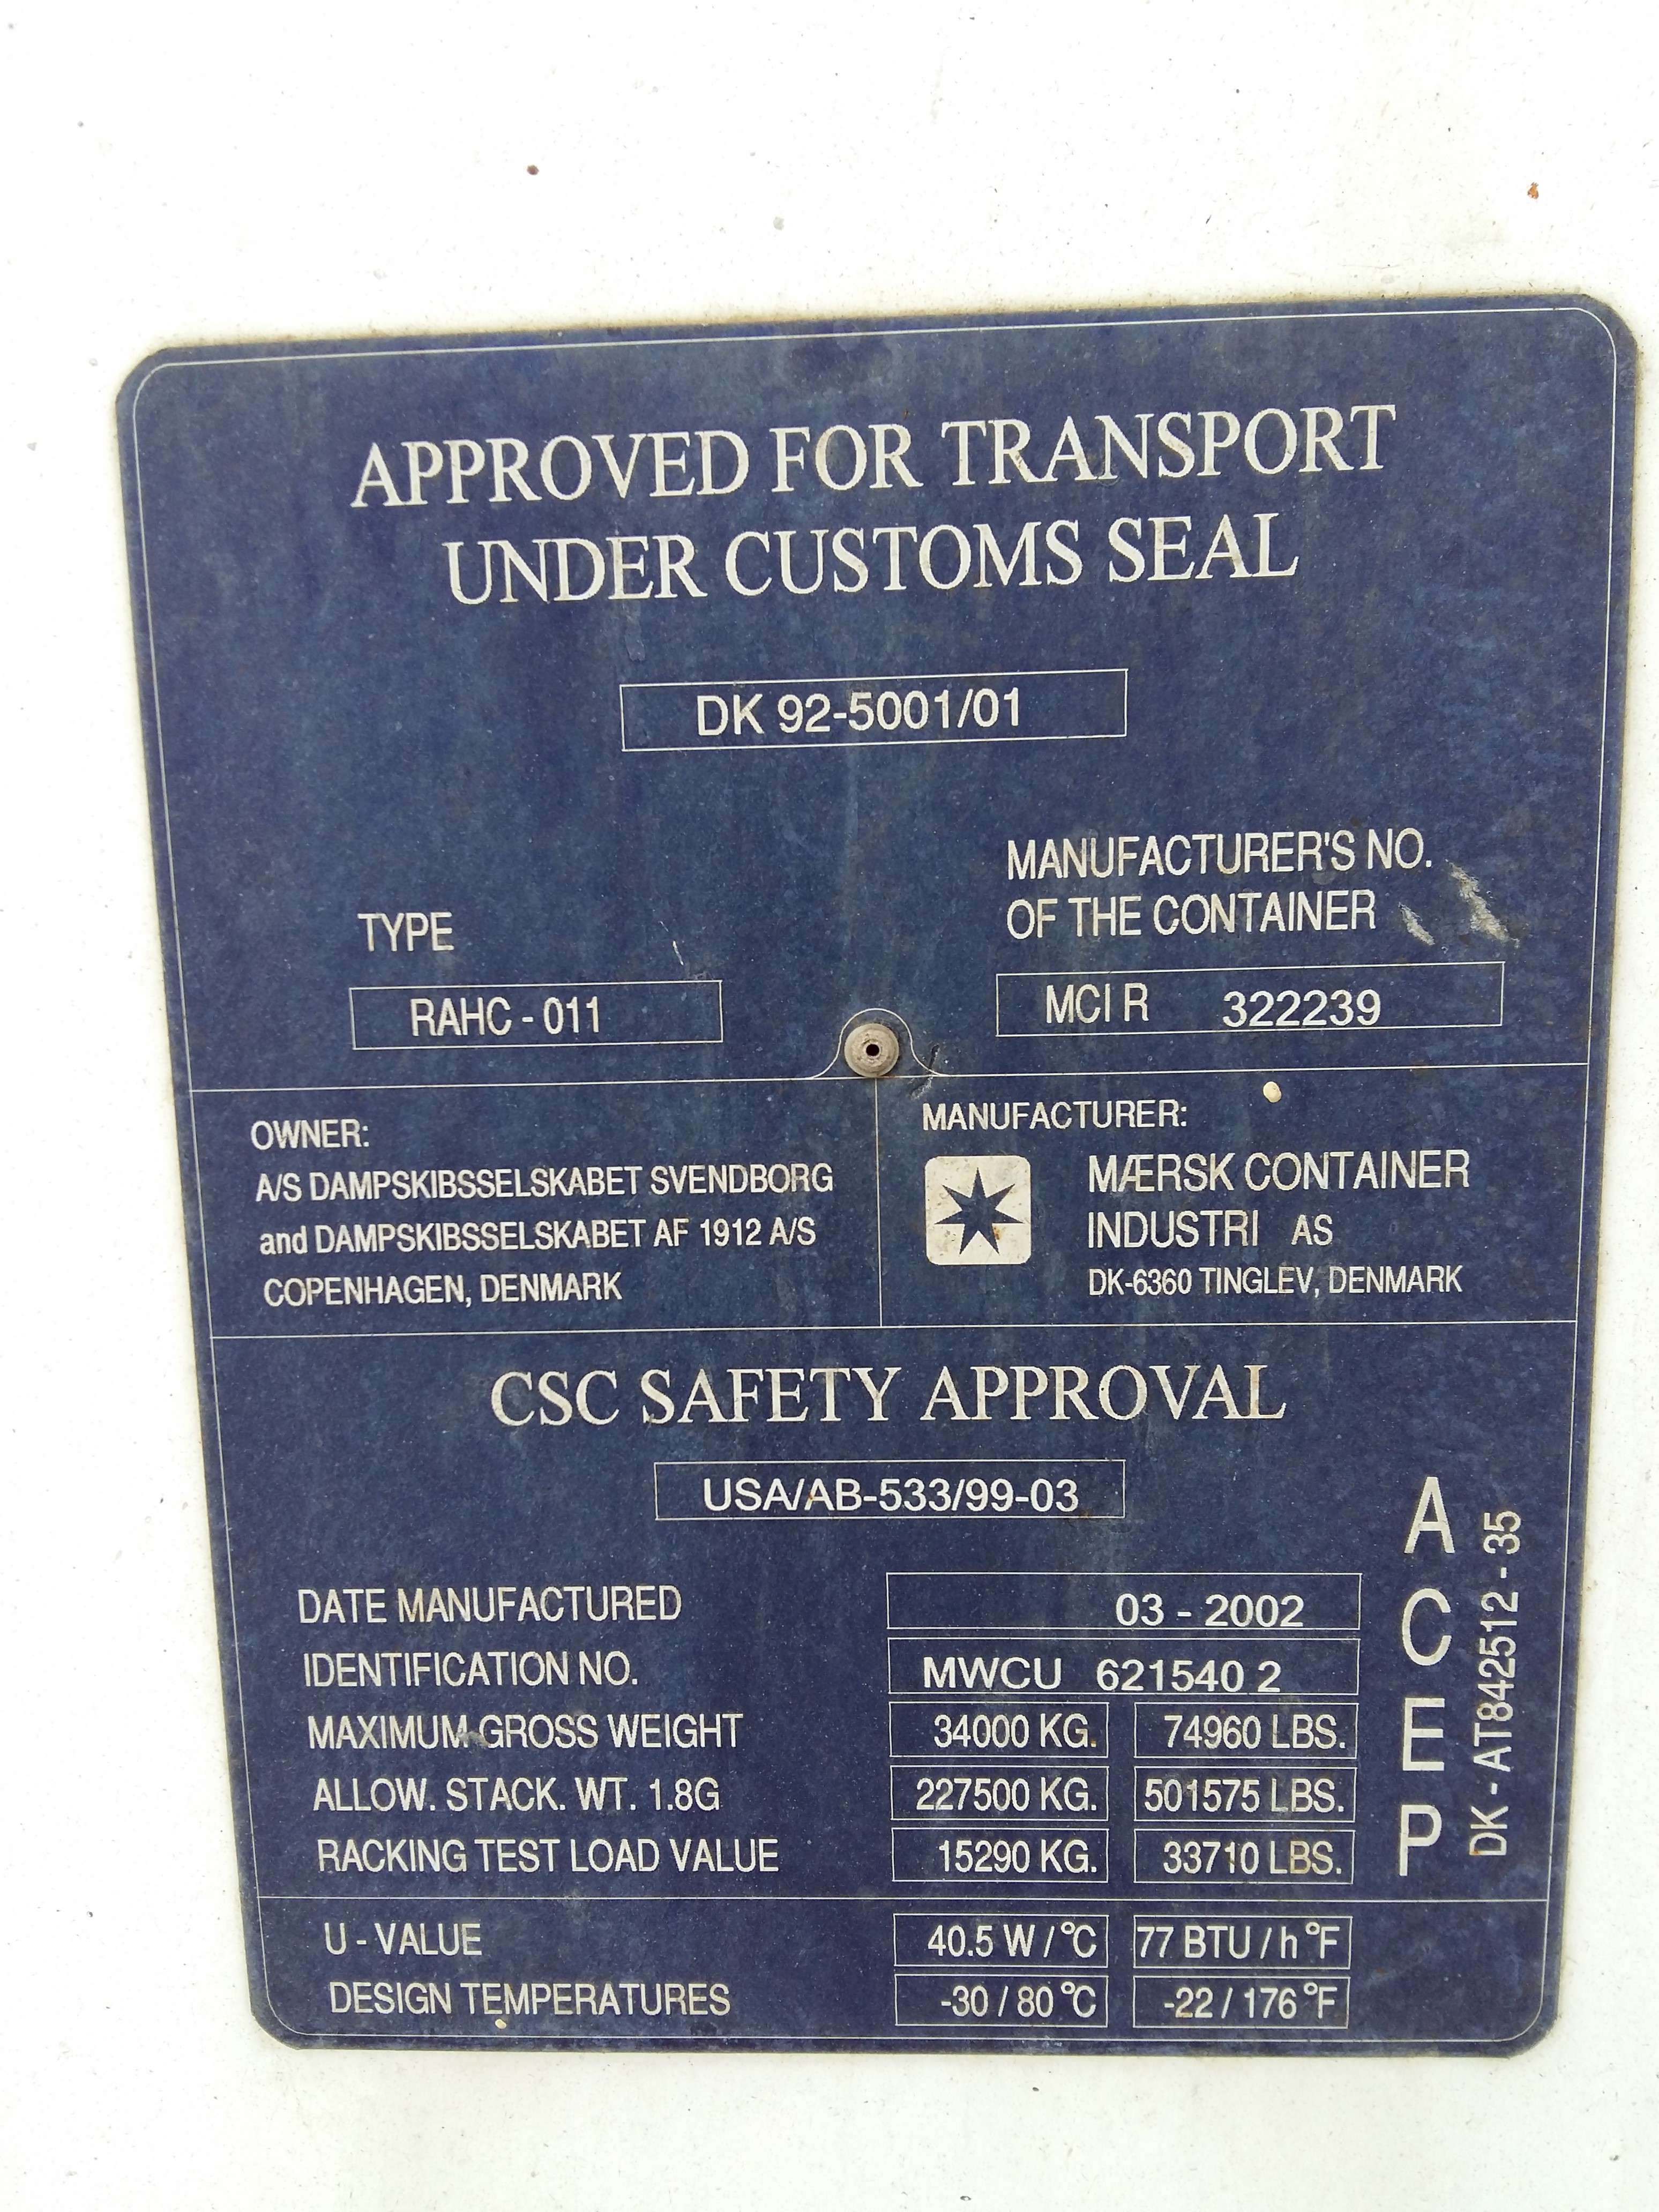 APPROVED FOR TRANSPORT
UNDER CUSTOMS SEAL
DK 92-5001/01
TYPE
RAHC - 011
MANUFACTURER'S NO.
OF THE CONTAINER
MCI R 322239
OWNER:
A/S DAMPSKIBSSELSKABET SVENDBORG
and DAMPSKIBSSELSKABET AF 1912 A/S
COPENHAGEN, DENMARK
MANUFACTURER:
MÆRSK CONTAINER
INDUSTRI AS
DK-6360 TINGLEV, DENMARK
CSC SAFETY APPROVAL
USA/AB-533/99-03
DATE MANUFACTURED 03 - 2002
IDENTIFICATION NO. MWCU 621540 2
MAXIMUM GROSS WEIGHT 34000 KG. 74960 LBS.
ALLOW. STACK. WT. 1.8G 227500 KG. 501575 LBS.
RACKING TEST LOAD VALUE 15290 KG. 33710 LBS.
ACEP
DK - AT842512 - 35
U - VALUE 40.5 W / °C 77 BTU / h °F
DESIGN TEMPERATURES -30 / 80 °C -22 / 176 °F